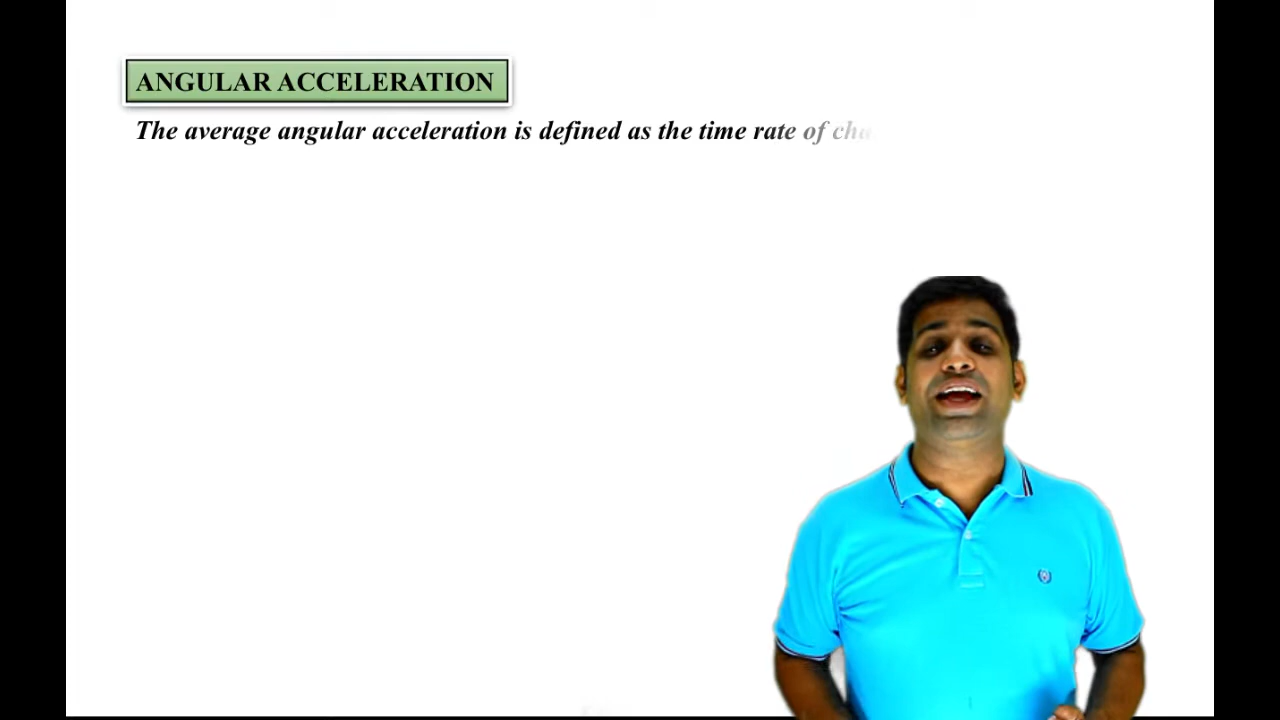 ANGULAR ACCELERATION
The average angular acceleration is defined as the time rate of